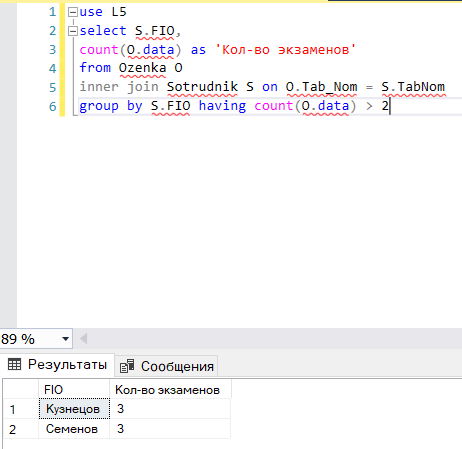 1 use L5
2 select S.FIO,
3 count(O.data) as 'Кол-во экзаменов'
4 from Ozenka O
5 inner join Sotrudnik S on O.Tab_Nom = S.TabNom
6 group by S.FIO having count(O.data) > 2
89 %
Результаты Сообщения
FIO Кол-во экзаменов
1 Кузнецов 3
2 Семенов 3